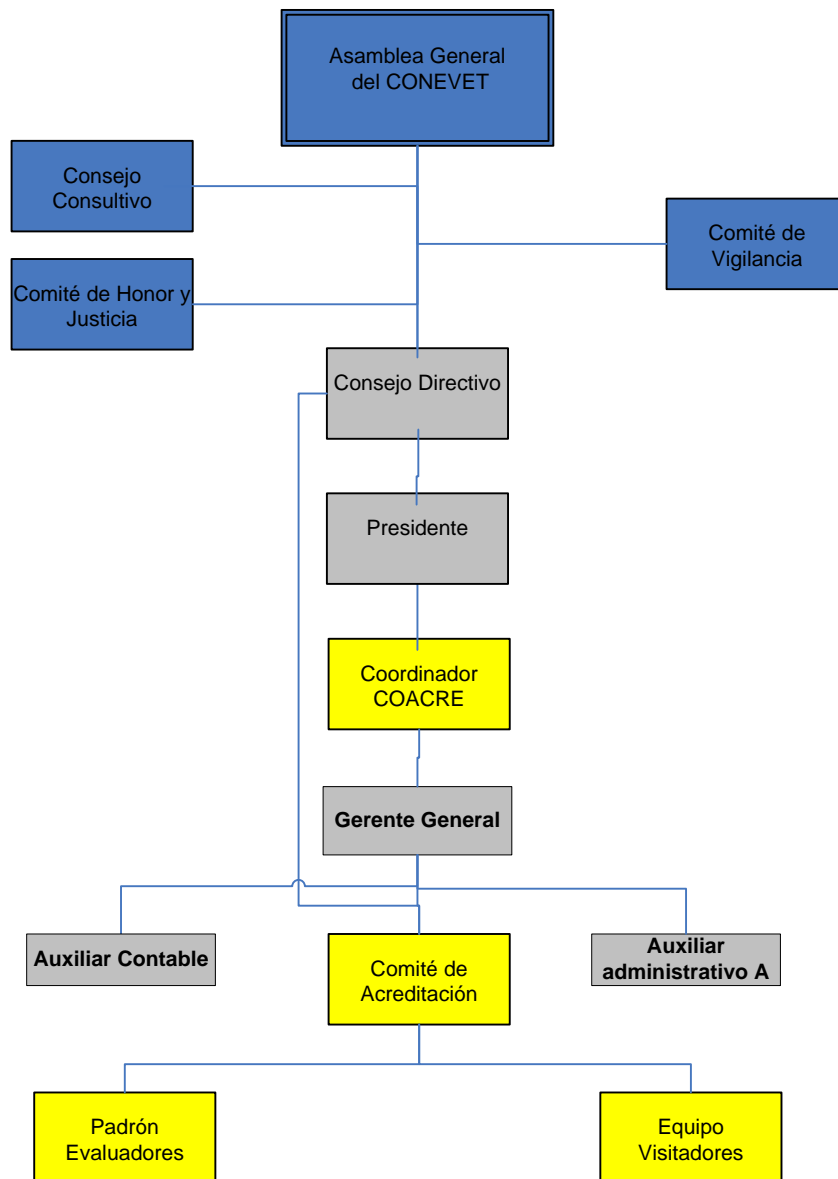 Asamblea General
del CONEVET
Consejo
Consultivo
Comité de
Vigilancia
Comité de Honor y
Justicia
Consejo Directivo
Presidente
Coordinador
COACRE
Gerente General
Auxiliar Contable
Comité de
Acreditación
Auxiliar
administrativo A
Padrón
Evaluadores
Equipo
Visitadores